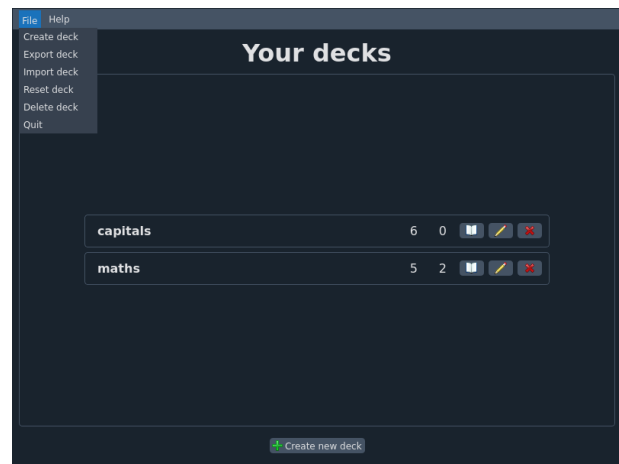 File Help
Create deck
Export deck
Import deck
Reset deck
Delete deck
Quit
Your decks
capitals 6 0
maths 5 2
Create new deck